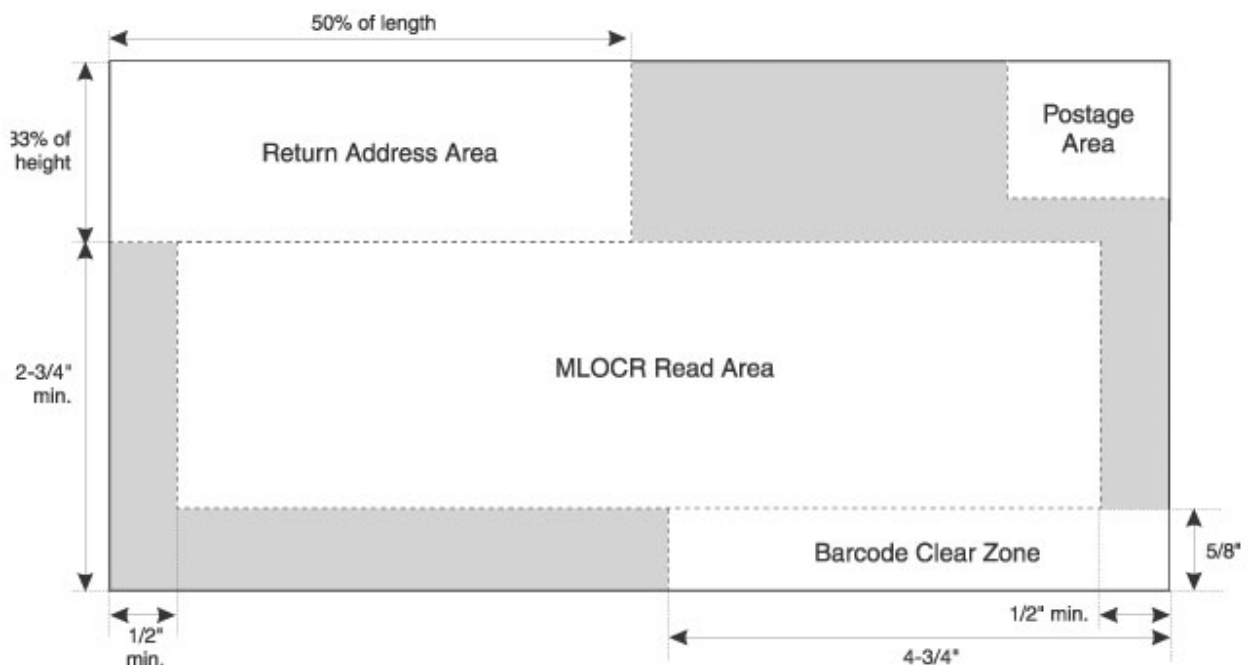 50% of length
33% of
height
Return Address Area
Postage
Area
2-3/4"
min.
MLOCR Read Area
Barcode Clear Zone
5/8"
1/2"
min.
1/2" min.
4-3/4"